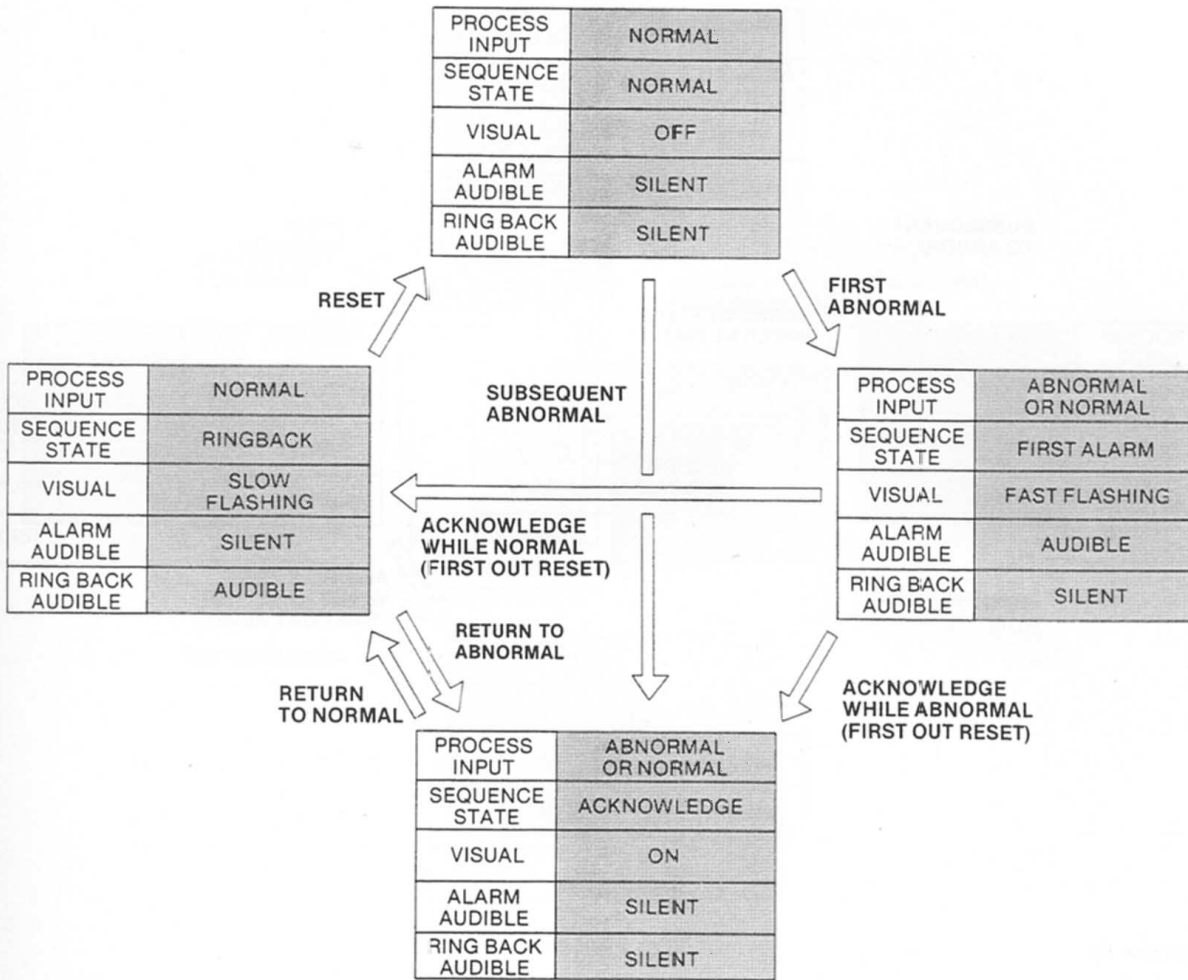 PROCESS INPUT NORMAL
SEQUENCE STATE NORMAL
VISUAL OFF
ALARM AUDIBLE SILENT
RING BACK AUDIBLE SILENT
RESET
FIRST
ABNORMAL
SUBSEQUENT
ABNORMAL
PROCESS INPUT NORMAL
SEQUENCE STATE RINGBACK
VISUAL SLOW FLASHING
ALARM AUDIBLE SILENT
RING BACK AUDIBLE AUDIBLE
PROCESS INPUT ABNORMAL OR NORMAL
SEQUENCE STATE FIRST ALARM
VISUAL FAST FLASHING
ALARM AUDIBLE AUDIBLE
RING BACK AUDIBLE SILENT
ACKNOWLEDGE
WHILE NORMAL
(FIRST OUT RESET)
RETURN TO
ABNORMAL
RETURN
TO NORMAL
ACKNOWLEDGE
WHILE ABNORMAL
(FIRST OUT RESET)
PROCESS INPUT ABNORMAL OR NORMAL
SEQUENCE STATE ACKNOWLEDGE
VISUAL ON
ALARM AUDIBLE SILENT
RING BACK AUDIBLE SILENT